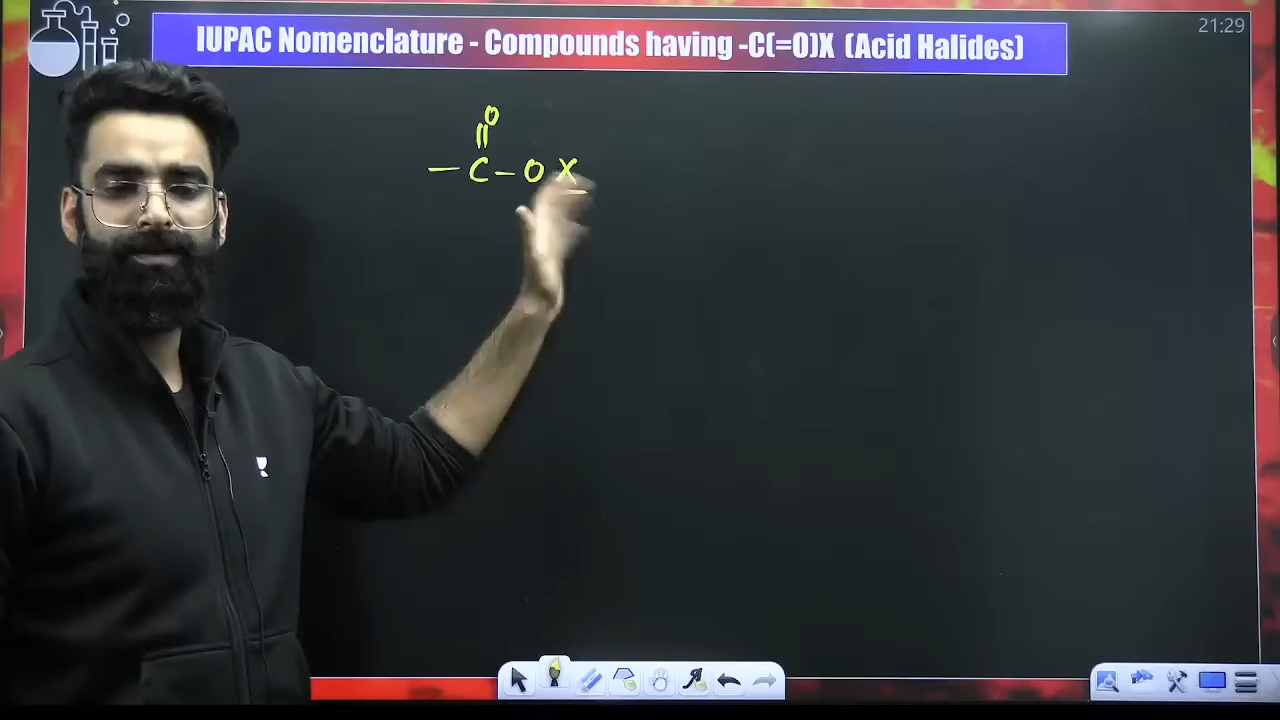 21:29
IUPAC Nomenclature - Compounds having -C(=O)X (Acid Halides)
O
- C - O X